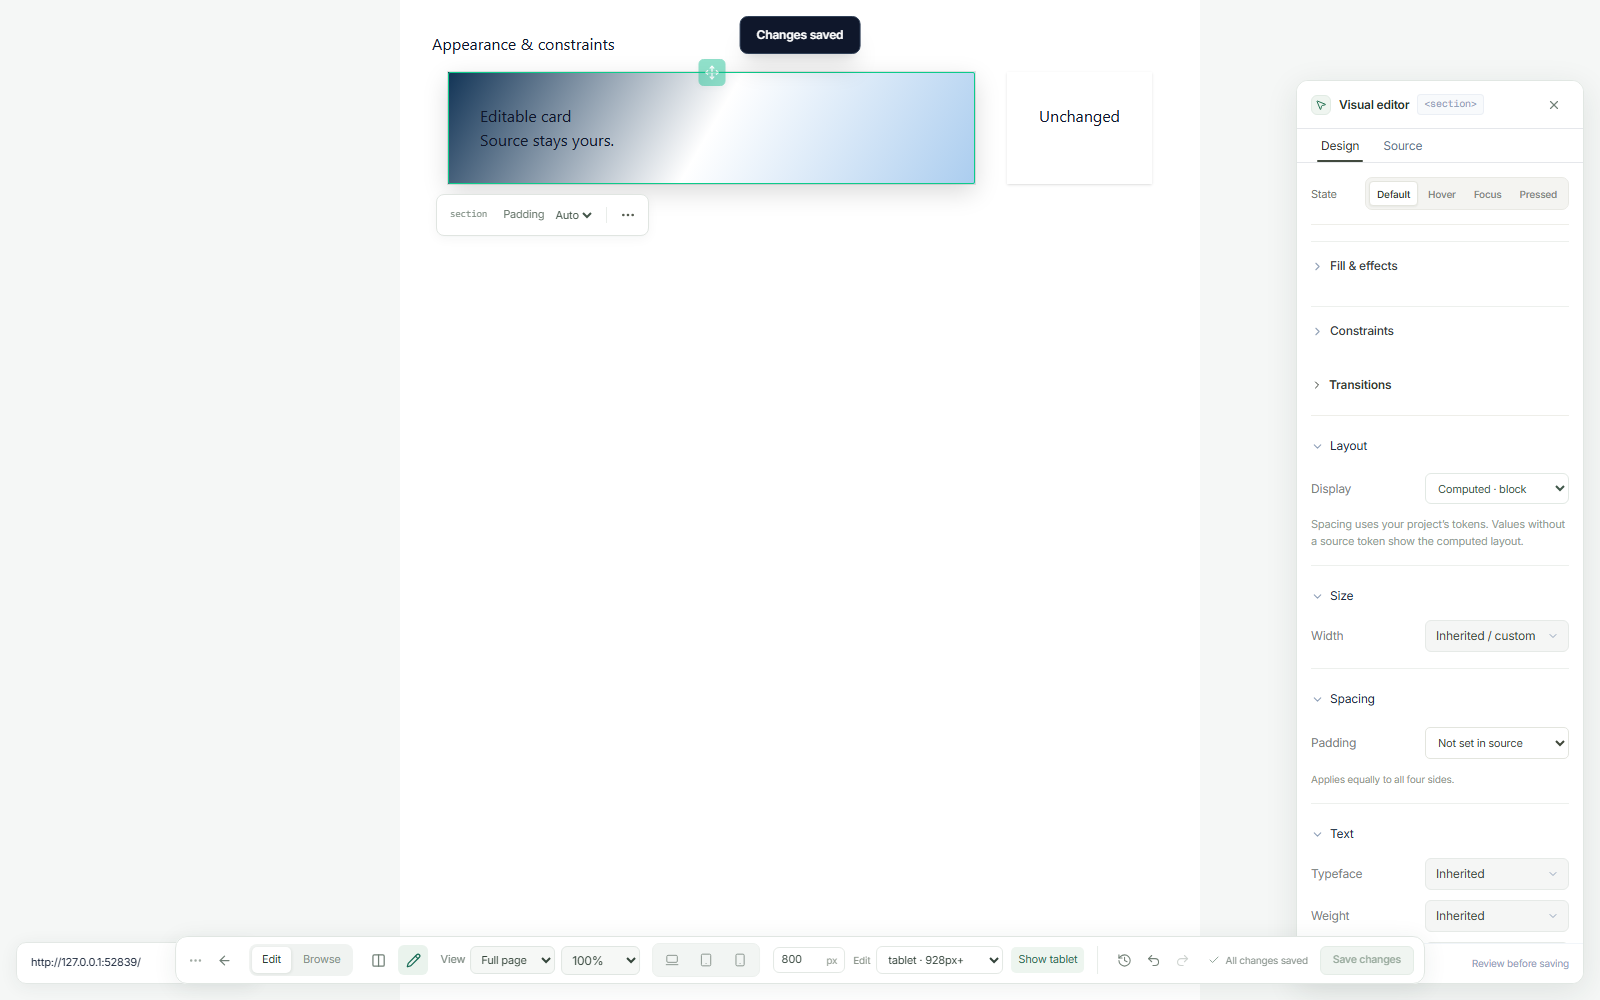 Changes saved
Appearance & constraints
Editable card
Source stays yours.
Unchanged
section Padding Auto
Visual editor <section>
Design Source
State Default Hover Focus Pressed
Fill & effects
Constraints
Transitions
Layout
Display Computed · block
Spacing uses your project's tokens. Values without
a source token show the computed layout.
Size
Width Inherited / custom
Spacing
Padding Not set in source
Applies equally to all four sides.
Text
Typeface Inherited
Weight Inherited
http://127.0.0.1:52839/
Edit Browse View Full page 100% 800 px Edit tablet · 928px+ Show tablet All changes saved Save changes
Review before saving